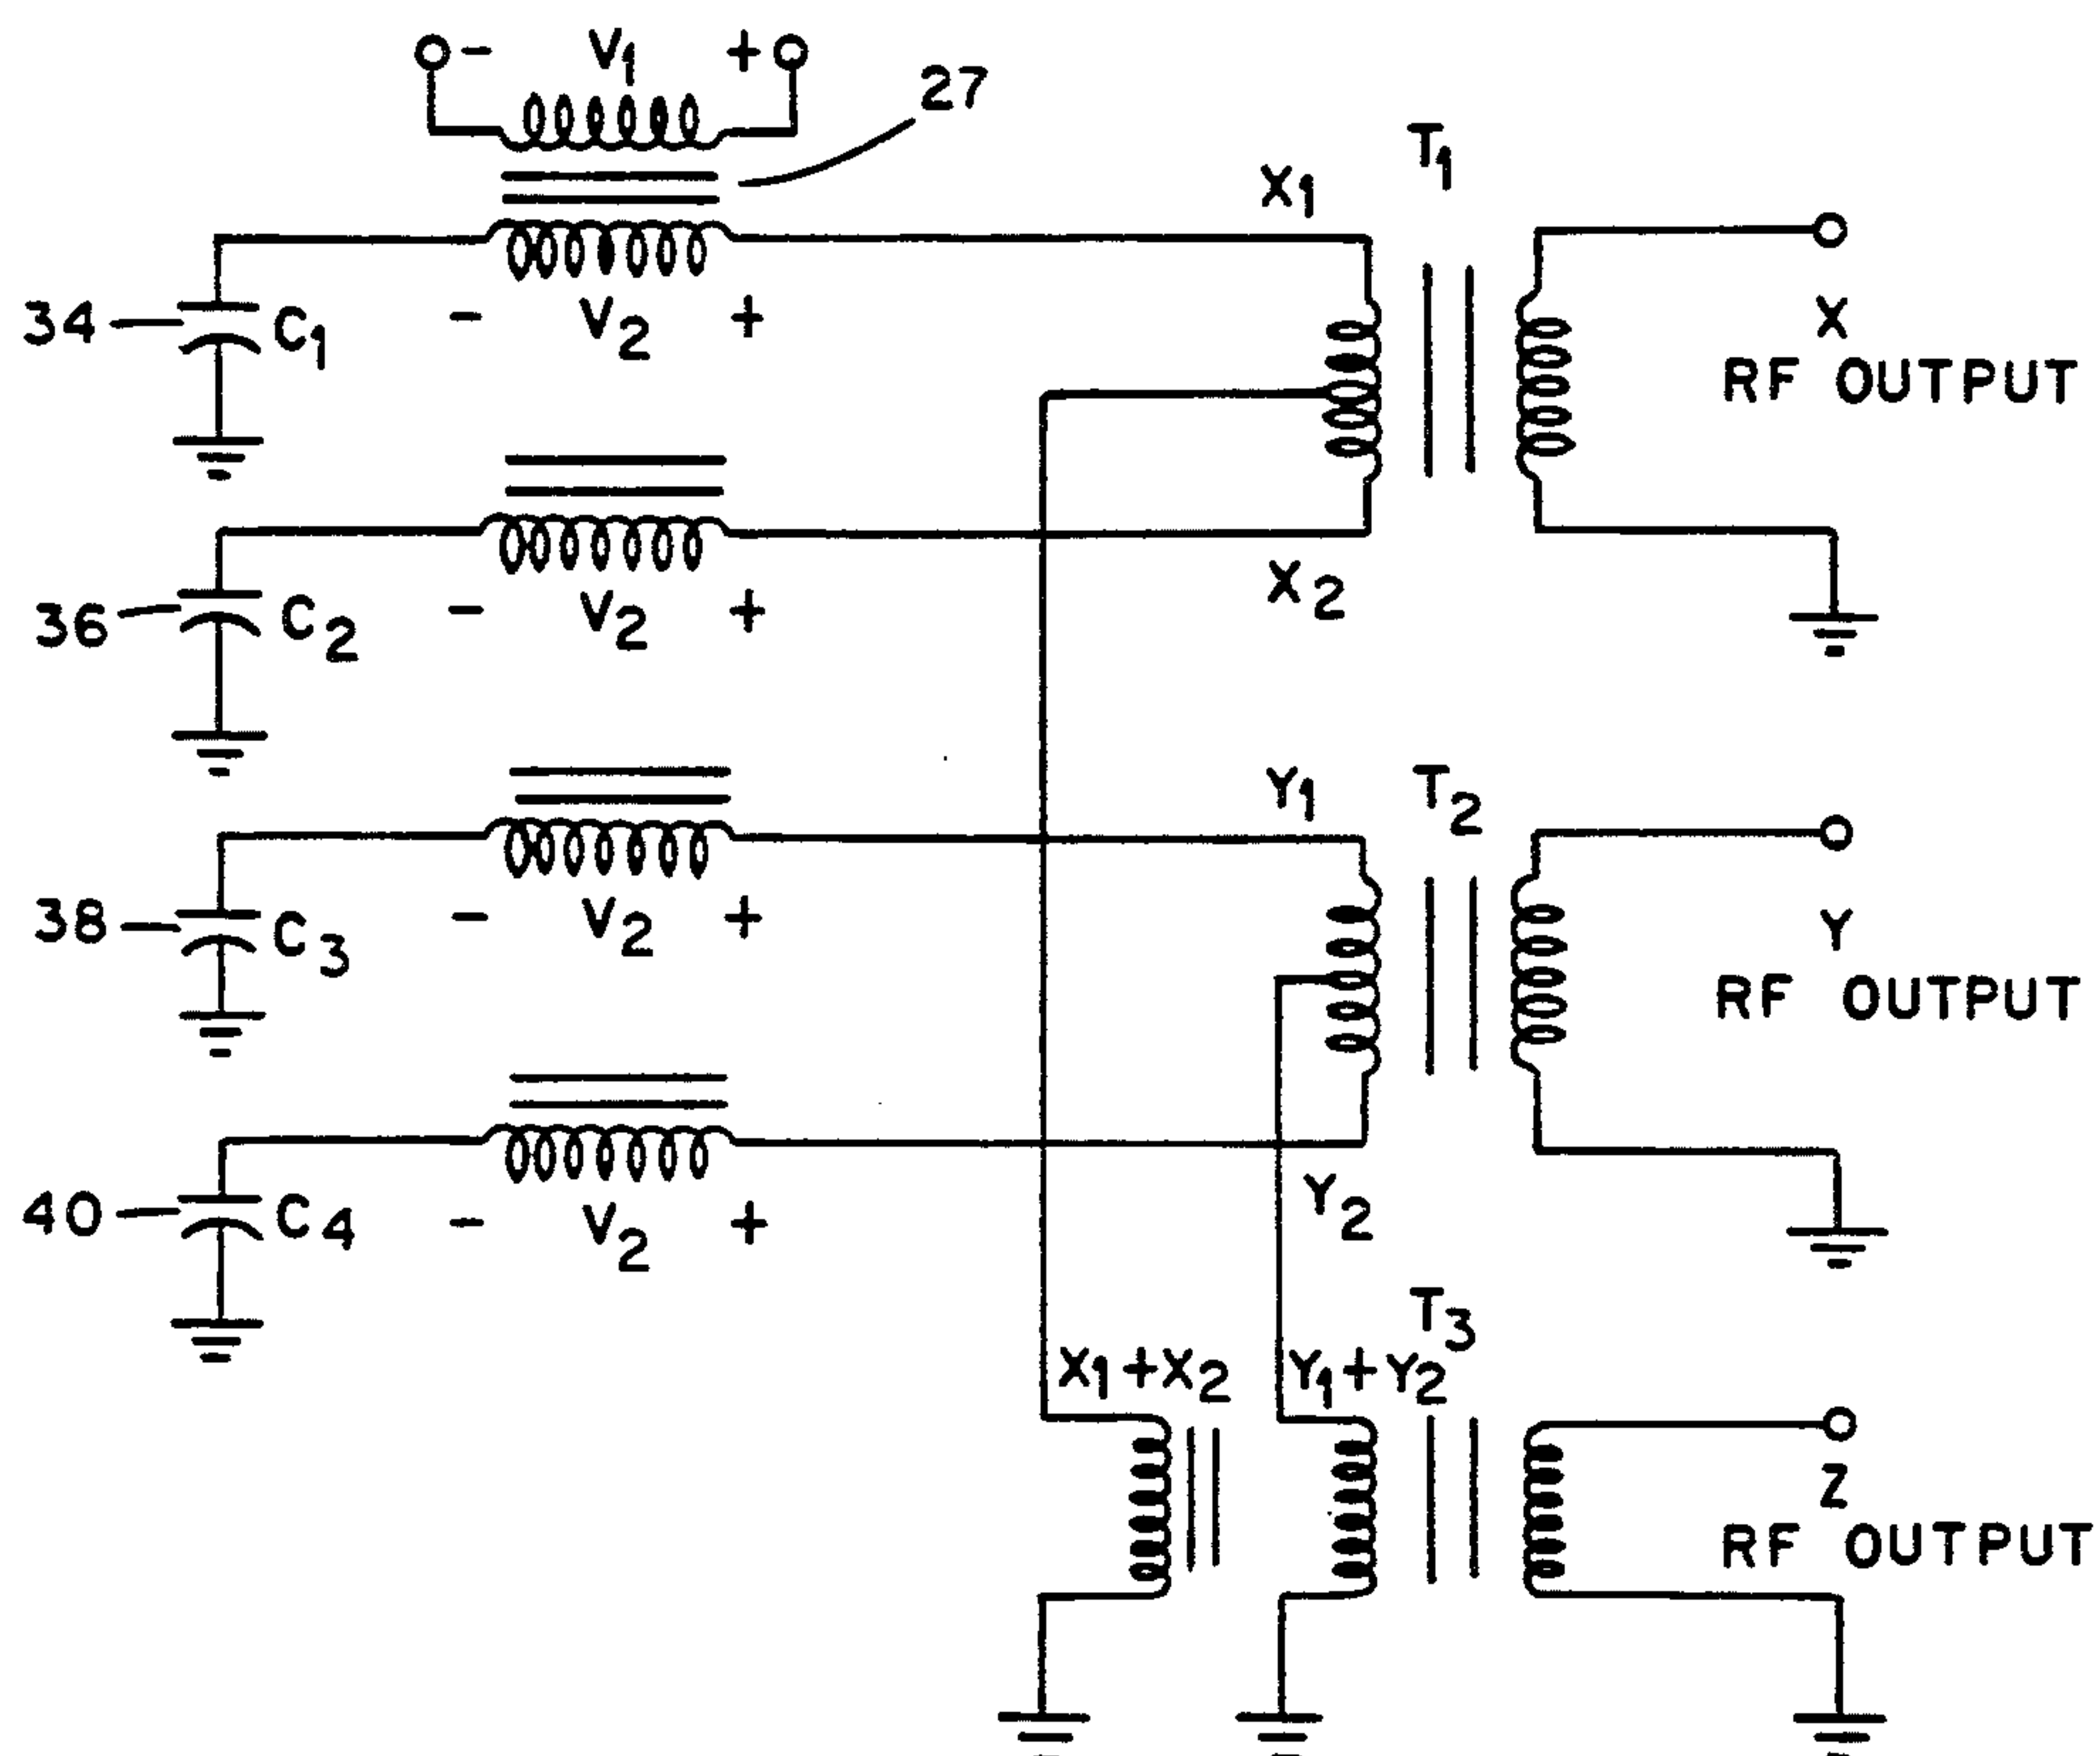 - V1 +
27
X1
T1
34
C1
- V2 +
X
RF OUTPUT
36
C2
- V2 +
X2
Y1
T2
38
C3
- V2 +
Y
RF OUTPUT
40
C4
- V2 +
Y2
T3
X1+X2
Y1+Y2
Z
RF OUTPUT